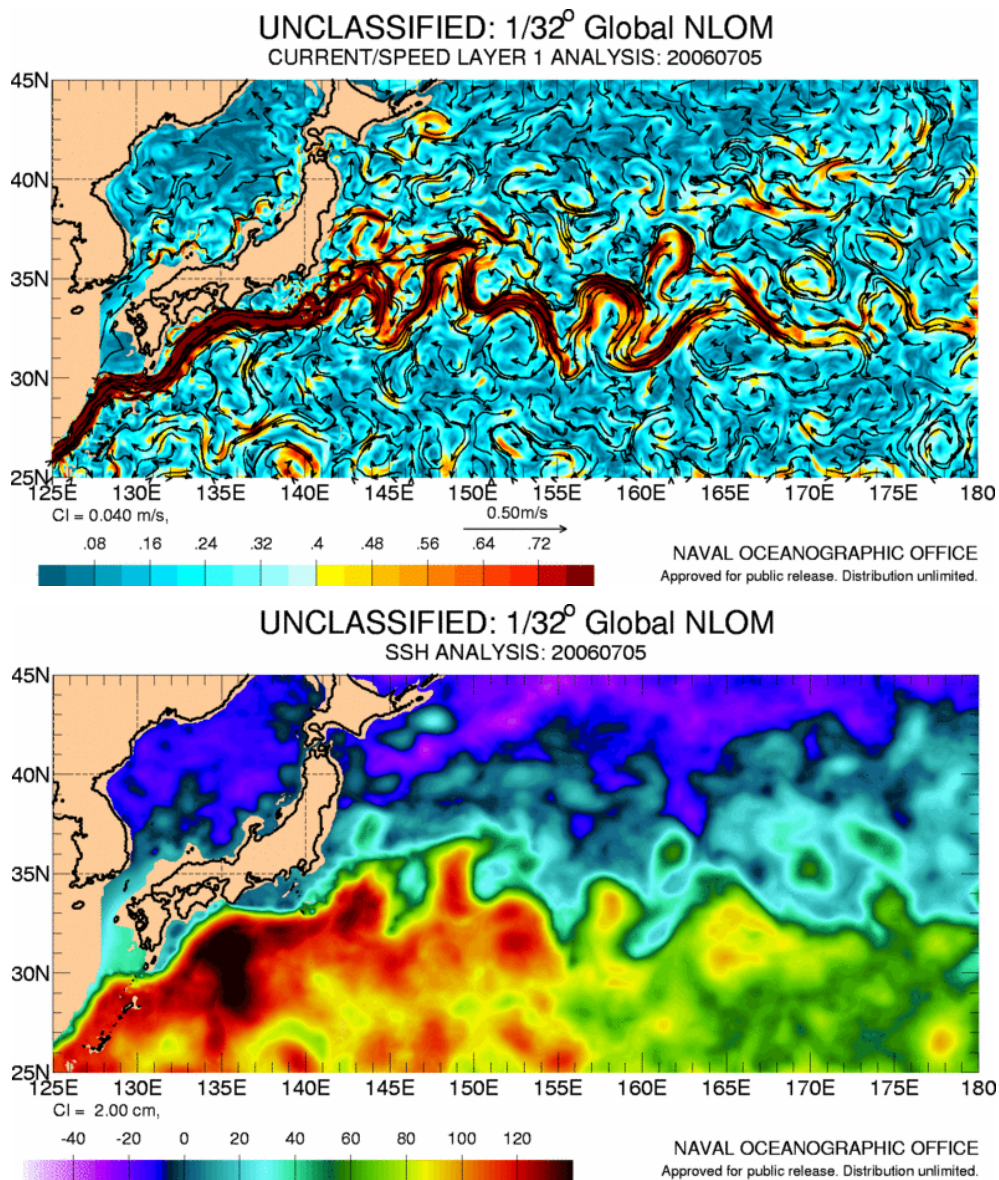 UNCLASSIFIED: 1/32° Global NLOM
CURRENT/SPEED LAYER 1 ANALYSIS: 20060705
45N
40N
35N
30N
25N
125E 130E 135E 140E 145E 150E 155E 160E 165E 170E 175E 180
CI = 0.040 m/s,
0.50m/s
.08 .16 .24 .32 .4 .48 .56 .64 .72
NAVAL OCEANOGRAPHIC OFFICE
Approved for public release. Distribution unlimited.
UNCLASSIFIED: 1/32° Global NLOM
SSH ANALYSIS: 20060705
45N
40N
35N
30N
25N
125E 130E 135E 140E 145E 150E 155E 160E 165E 170E 175E 180
CI = 2.00 cm,
-40 -20 0 20 40 60 80 100 120
NAVAL OCEANOGRAPHIC OFFICE
Approved for public release. Distribution unlimited.